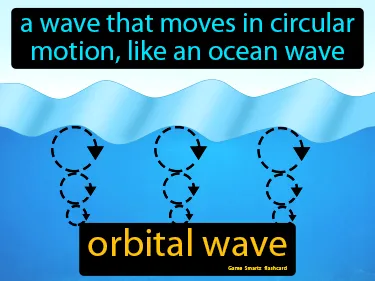 a wave that moves in circular
motion, like an ocean wave
orbital wave
Game Smartz flashcard